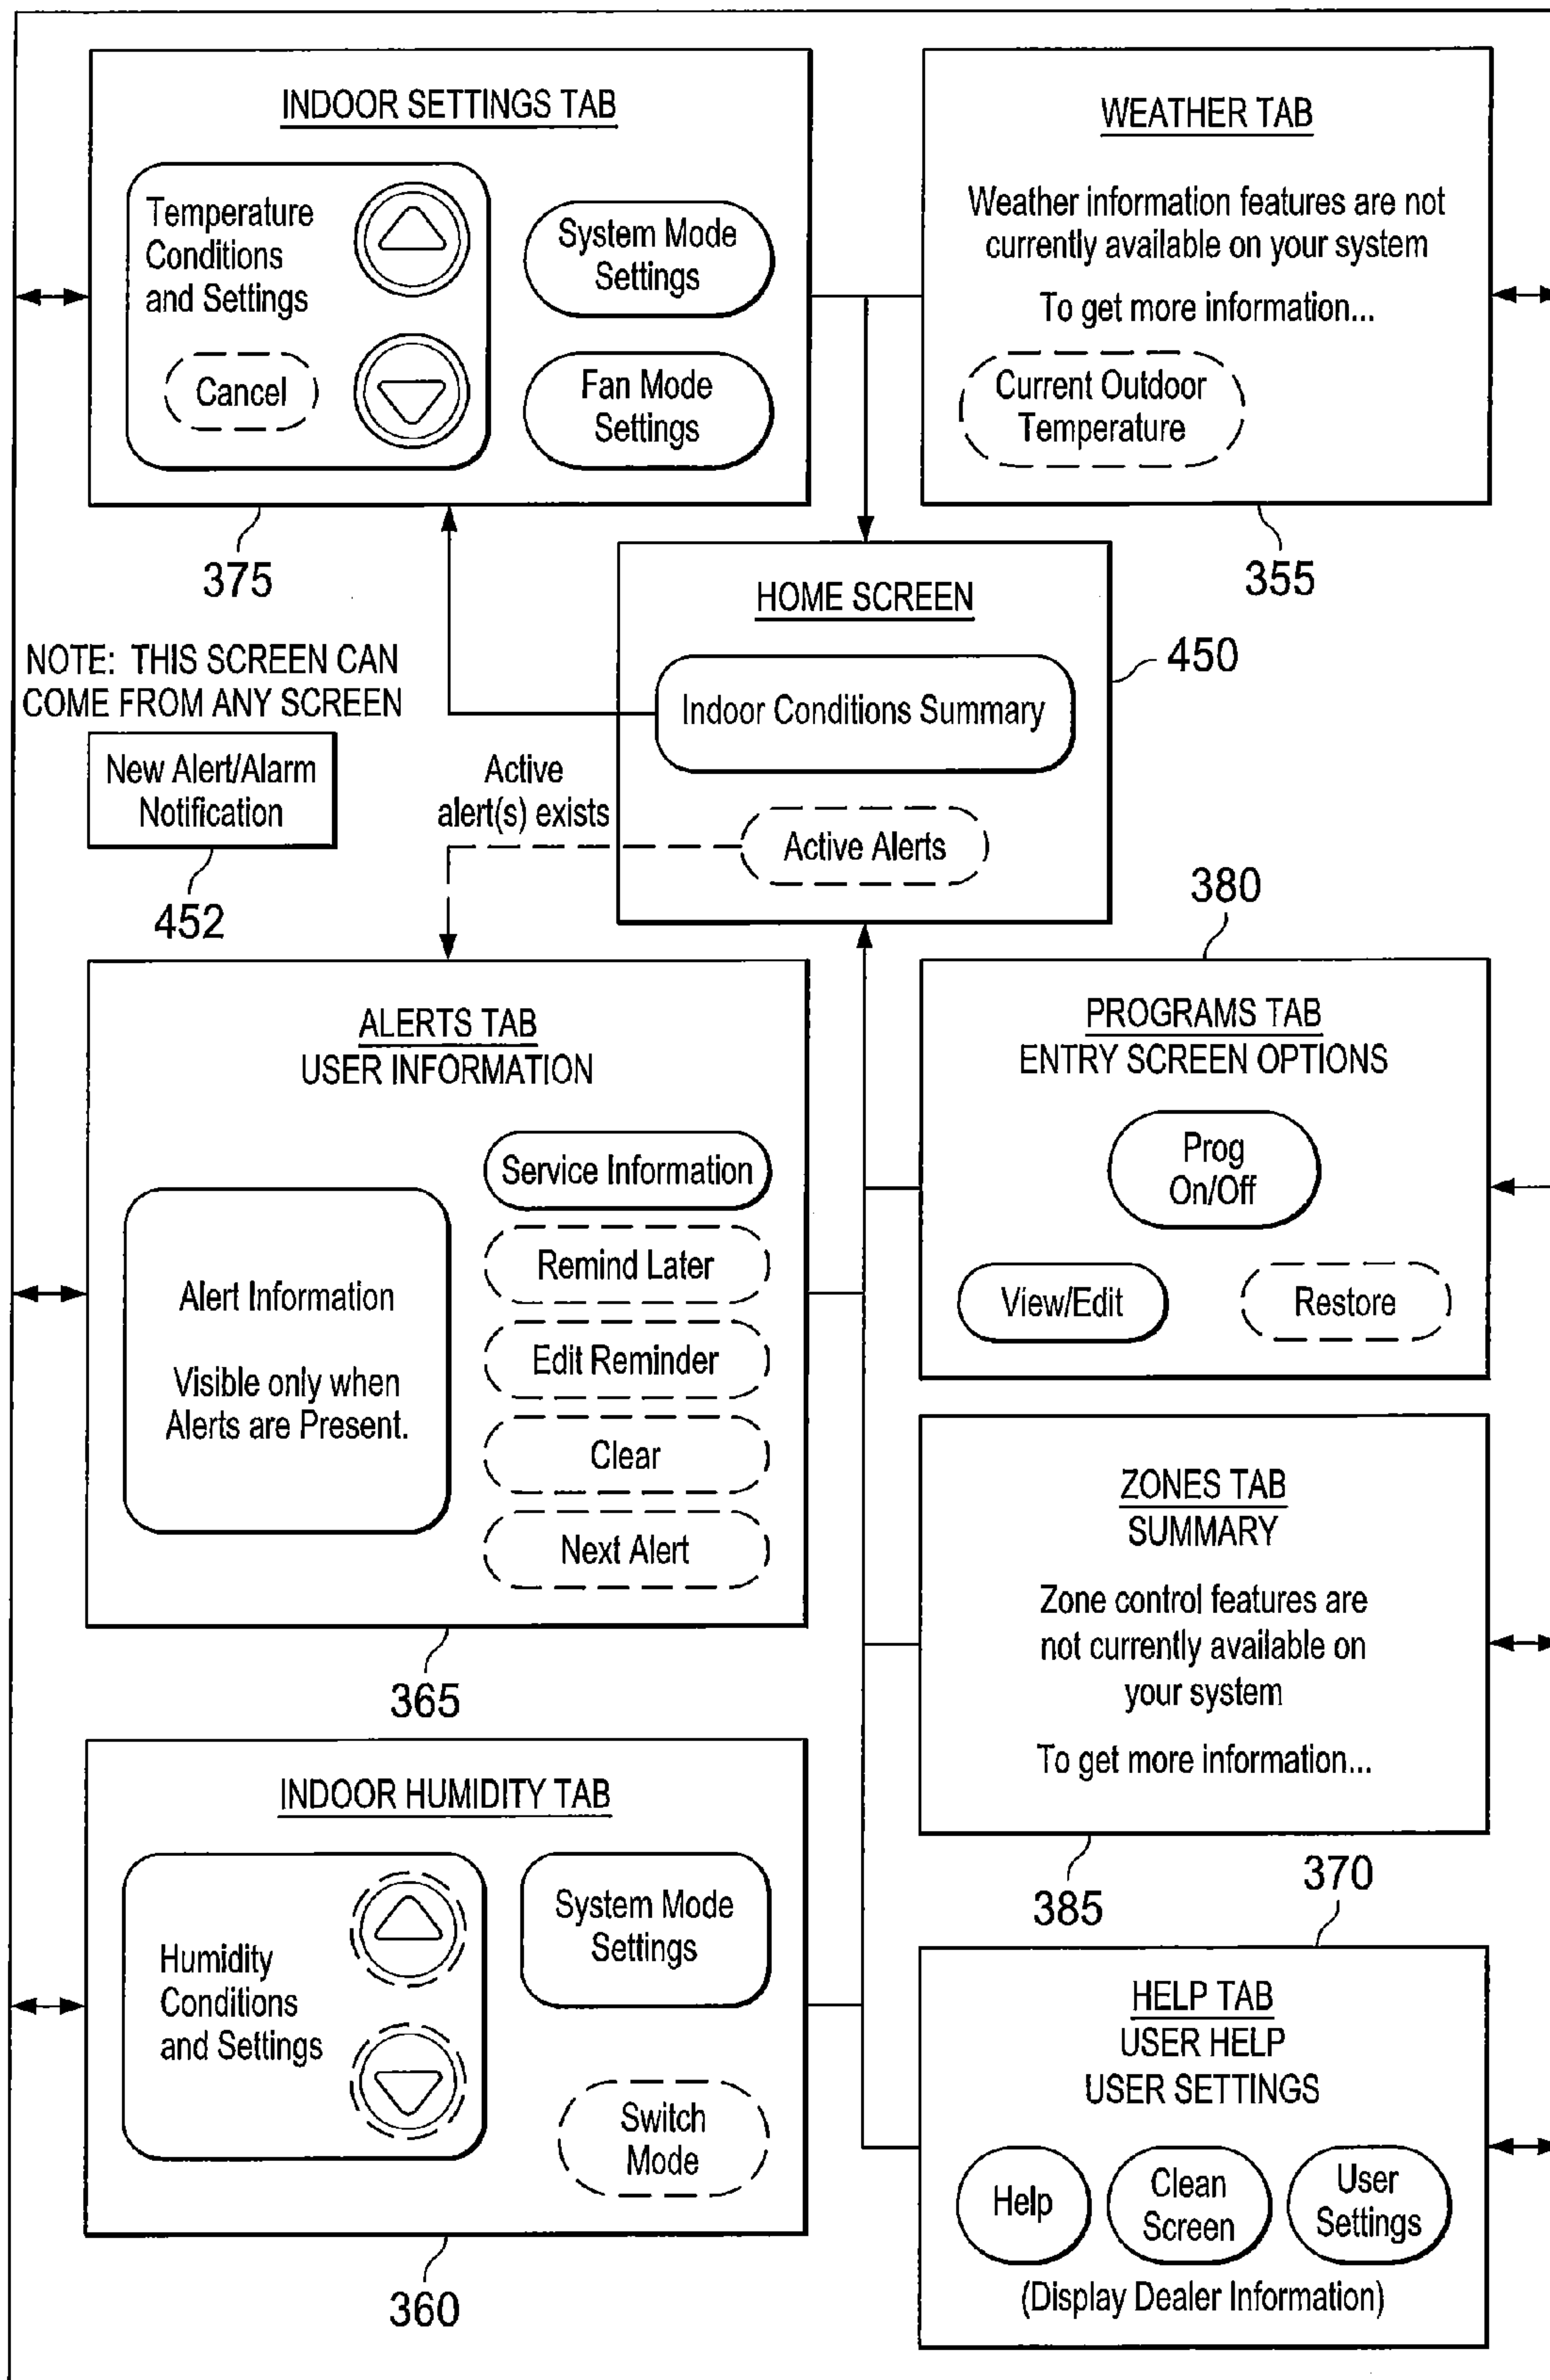 INDOOR SETTINGS TAB
Temperature
Conditions
and Settings
Cancel
System Mode
Settings
Fan Mode
Settings
375
WEATHER TAB
Weather information features are not
currently available on your system
To get more information...
Current Outdoor
Temperature
355
HOME SCREEN
Indoor Conditions Summary
Active Alerts
450
NOTE: THIS SCREEN CAN
COME FROM ANY SCREEN
New Alert/Alarm
Notification
452
Active
alert(s) exists
ALERTS TAB
USER INFORMATION
Alert Information
Visible only when
Alerts are Present.
Service Information
Remind Later
Edit Reminder
Clear
Next Alert
365
380
PROGRAMS TAB
ENTRY SCREEN OPTIONS
Prog
On/Off
View/Edit
Restore
ZONES TAB
SUMMARY
Zone control features are
not currently available on
your system
To get more information...
385
INDOOR HUMIDITY TAB
Humidity
Conditions
and Settings
System Mode
Settings
Switch
Mode
360
370
HELP TAB
USER HELP
USER SETTINGS
Help
Clean
Screen
User
Settings
(Display Dealer Information)